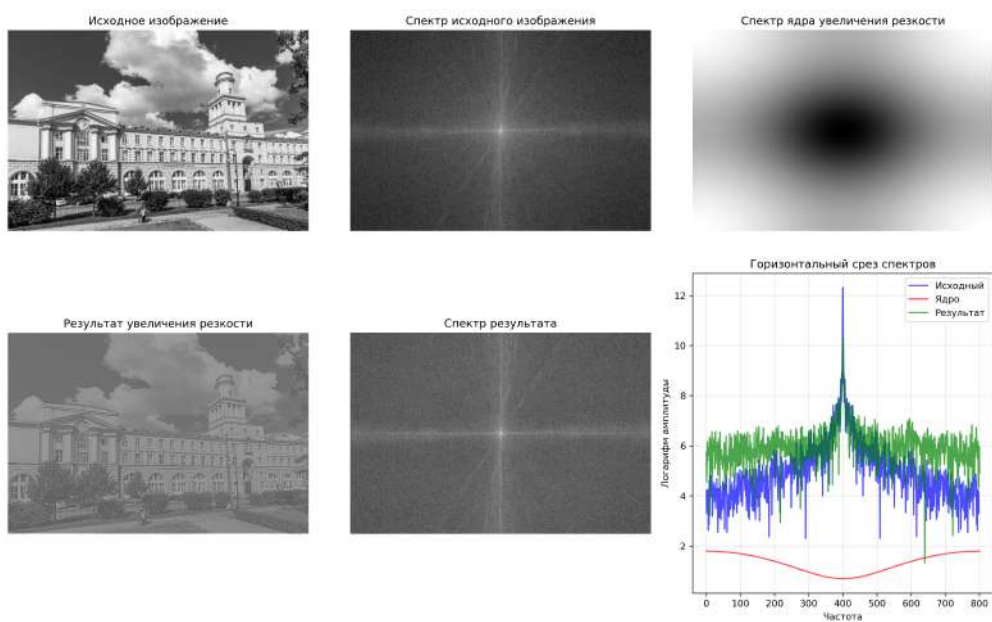 Исходное изображение
Спектр исходного изображения
Спектр ядра увеличения резкости
Результат увеличения резкости
Спектр результата
Горизонтальный срез спектров
Исходный
Ядро
Результат
Логарифм амплитуды
12
10
8
6
4
2
0 100 200 300 400 500 600 700 800
Частота